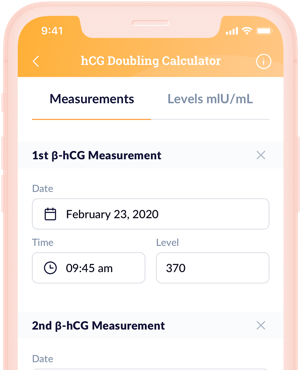 9:41
hCG Doubling Calculator
Measurements
Levels mIU/mL
1st β-hCG Measurement
Date
February 23, 2020
Time
Level
09:45 am
370
2nd β-hCG Measurement
Date